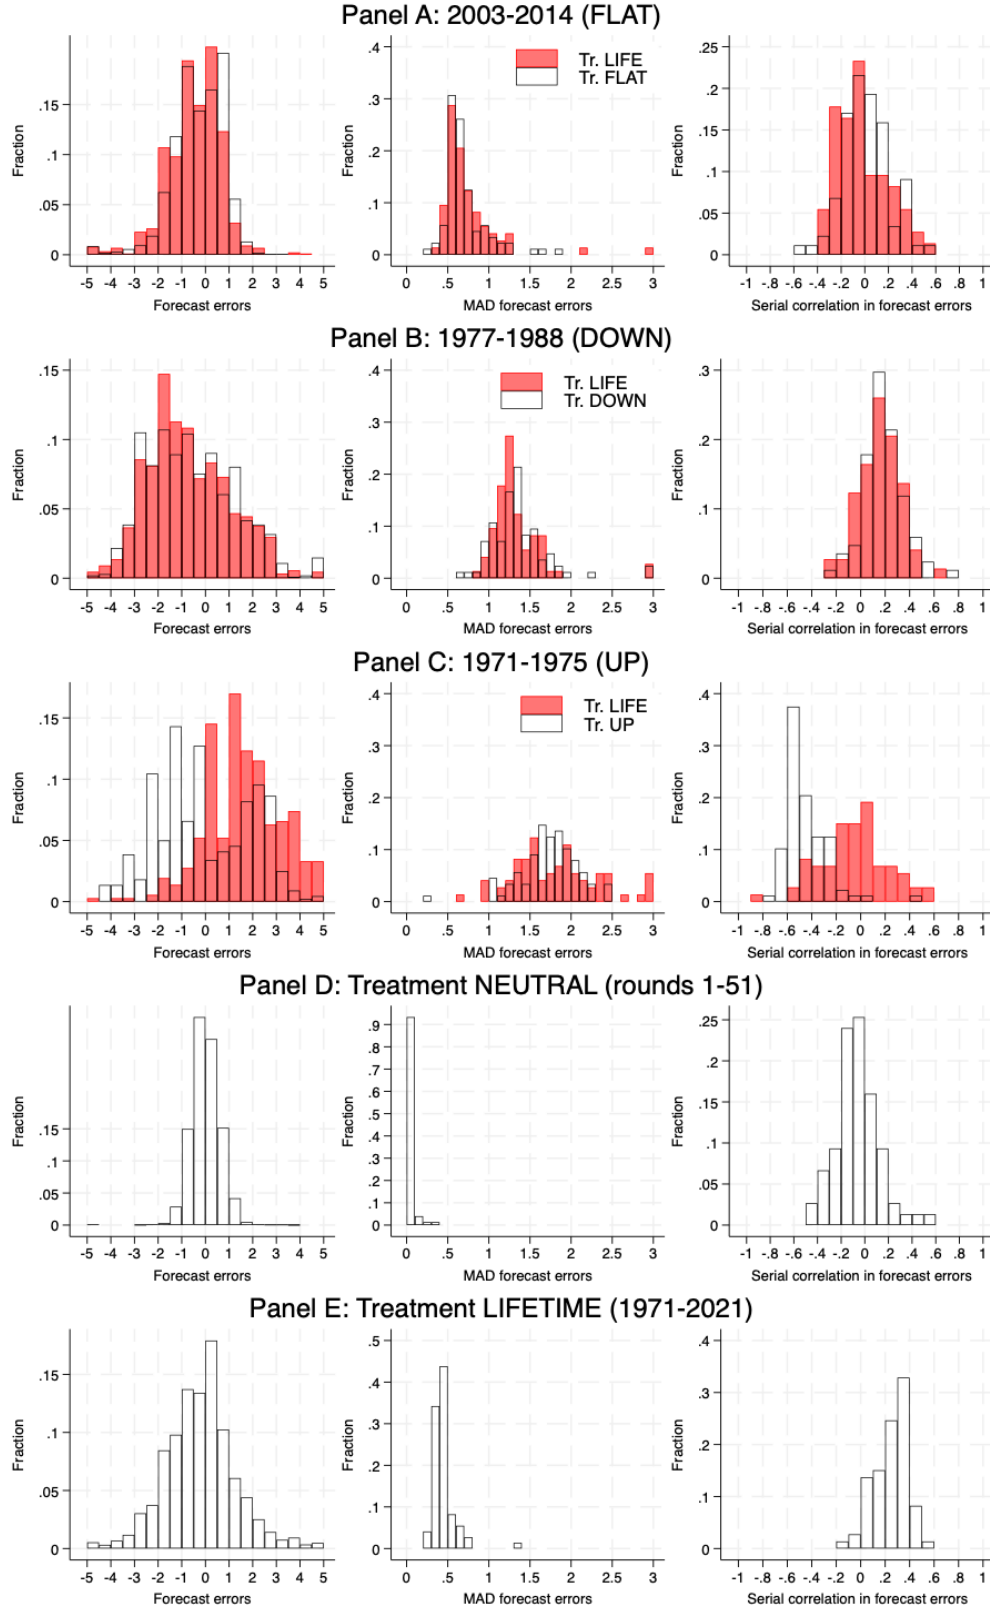 Panel A: 2003-2014 (FLAT)
Fraction
.15
.1
.05
0
-5 -4 -3 -2 -1 0 1 2 3 4 5
Forecast errors
Fraction
.4
.3
.2
.1
0
0 .5 1 1.5 2 2.5 3
MAD forecast errors
Tr. LIFE
Tr. FLAT
Fraction
.25
.2
.15
.1
.05
0
-1 -.8 -.6 -.4 -.2 0 .2 .4 .6 .8 1
Serial correlation in forecast errors
Panel B: 1977-1988 (DOWN)
Fraction
.15
.1
.05
0
-5 -4 -3 -2 -1 0 1 2 3 4 5
Forecast errors
Fraction
.4
.3
.2
.1
0
0 .5 1 1.5 2 2.5 3
MAD forecast errors
Tr. LIFE
Tr. DOWN
Fraction
.3
.2
.1
0
-1 -.8 -.6 -.4 -.2 0 .2 .4 .6 .8 1
Serial correlation in forecast errors
Panel C: 1971-1975 (UP)
Fraction
.15
.1
.05
0
-5 -4 -3 -2 -1 0 1 2 3 4 5
Forecast errors
Fraction
.4
.3
.2
.1
0
0 .5 1 1.5 2 2.5 3
MAD forecast errors
Tr. LIFE
Tr. UP
Fraction
.4
.3
.2
.1
0
-1 -.8 -.6 -.4 -.2 0 .2 .4 .6 .8 1
Serial correlation in forecast errors
Panel D: Treatment NEUTRAL (rounds 1-51)
Fraction
.15
.1
.05
0
-5 -4 -3 -2 -1 0 1 2 3 4 5
Forecast errors
Fraction
.9
.8
.7
.6
.5
.4
.3
.2
.1
0
0 .5 1 1.5 2 2.5 3
MAD forecast errors
Fraction
.25
.2
.15
.1
.05
0
-1 -.8 -.6 -.4 -.2 0 .2 .4 .6 .8 1
Serial correlation in forecast errors
Panel E: Treatment LIFETIME (1971-2021)
Fraction
.15
.1
.05
0
-5 -4 -3 -2 -1 0 1 2 3 4 5
Forecast errors
Fraction
.5
.4
.3
.2
.1
0
0 .5 1 1.5 2 2.5 3
MAD forecast errors
Fraction
.4
.3
.2
.1
0
-1 -.8 -.6 -.4 -.2 0 .2 .4 .6 .8 1
Serial correlation in forecast errors